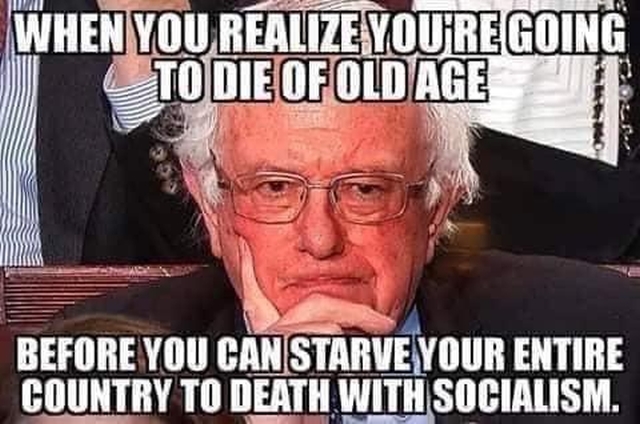 WHEN YOU REALIZE YOU'RE GOING
TO DIE OF OLD AGE
BEFORE YOU CAN STARVE YOUR ENTIRE
COUNTRY TO DEATH WITH SOCIALISM.